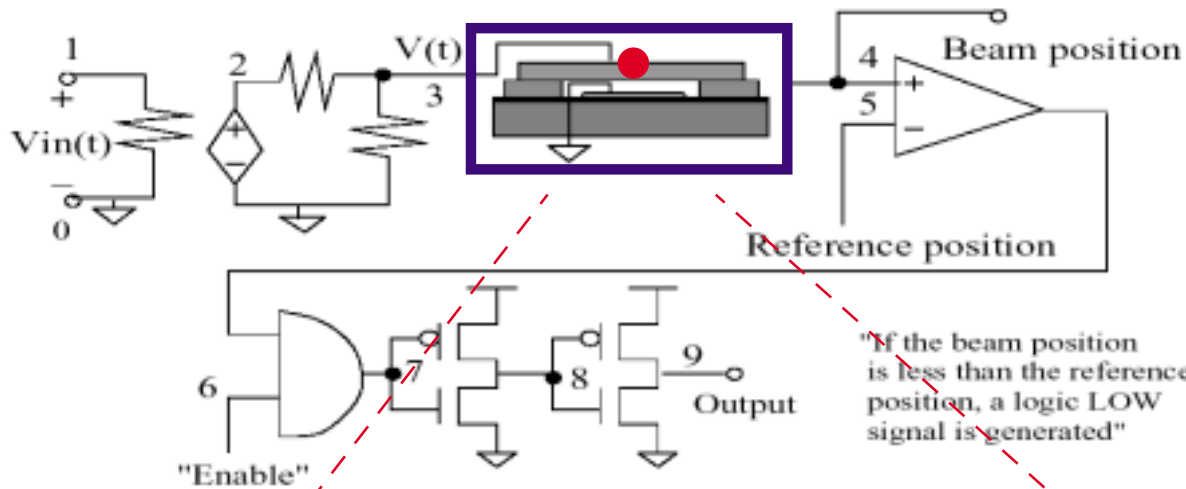 1
+
Vin(t)
−
0
2
+
−
V(t)
3
4
+
5
−
Beam position
Reference position
6
"Enable"
7
8
9
Output
"If the beam position
is less than the reference
position, a logic LOW
signal is generated"